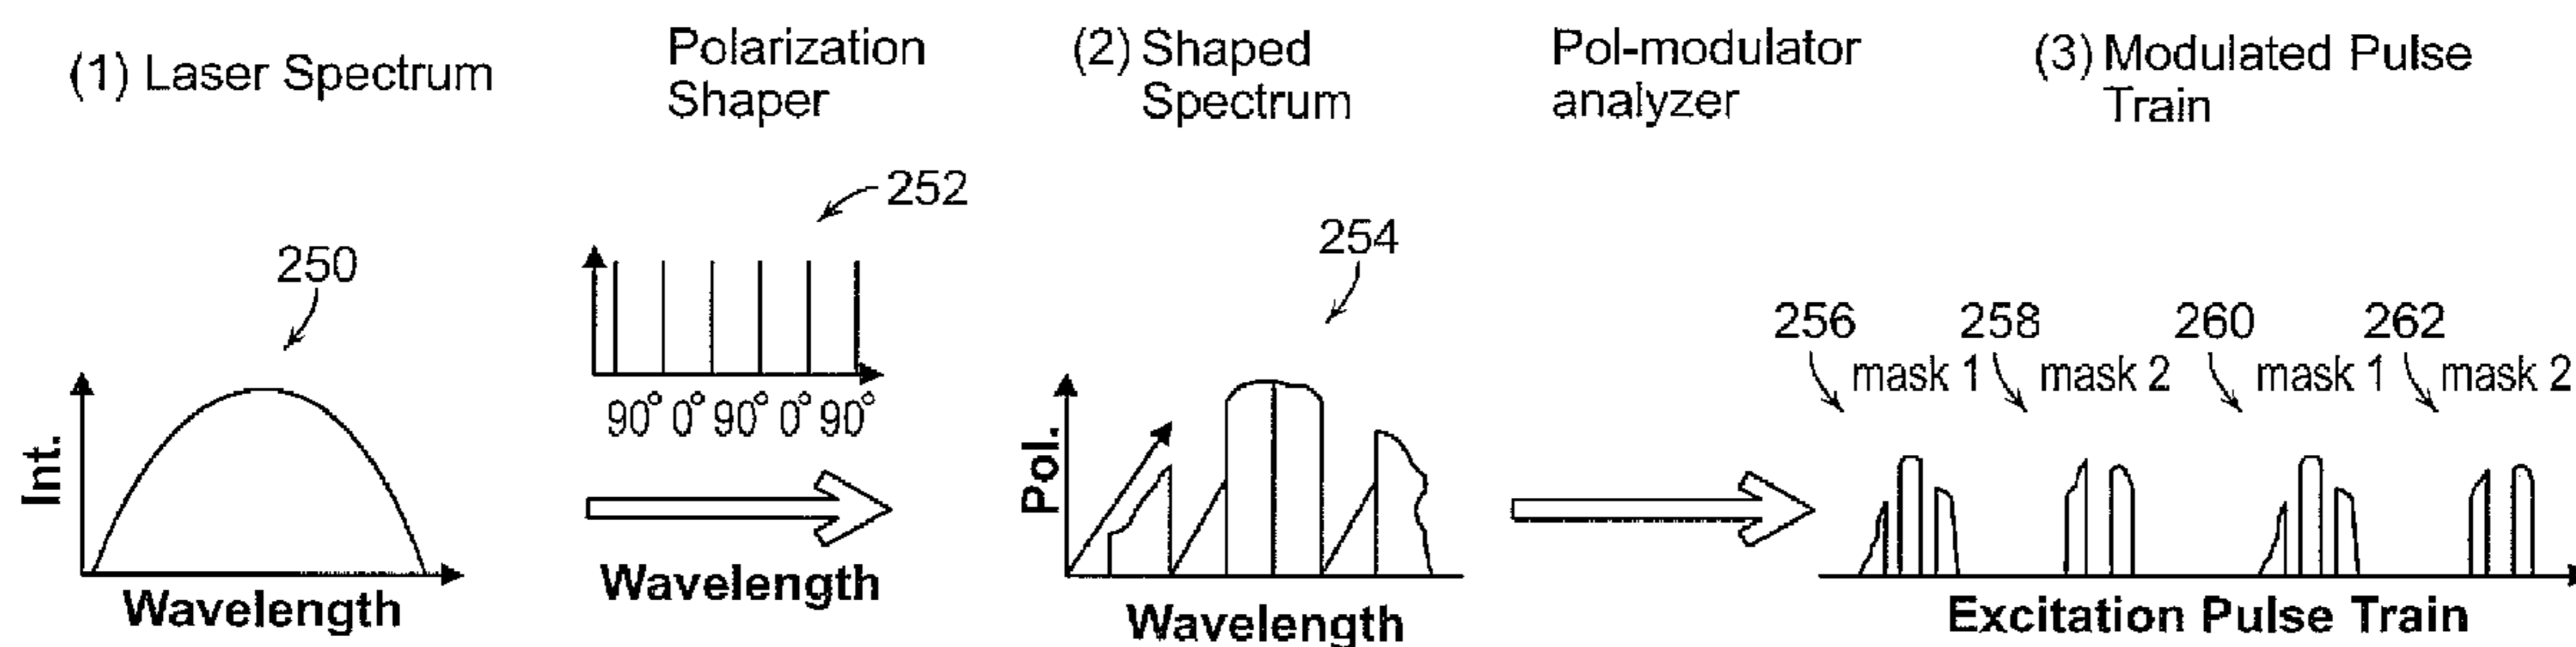 (1) Laser Spectrum
Polarization
Shaper
(2) Shaped
Spectrum
Pol-modulator
analyzer
(3) Modulated Pulse
Train
250
Int.
Wavelength
252
90° 0° 90° 0° 90°
Wavelength
254
Pol.
Wavelength
256 258 260 262
mask 1 mask 2 mask 1 mask 2
Excitation Pulse Train